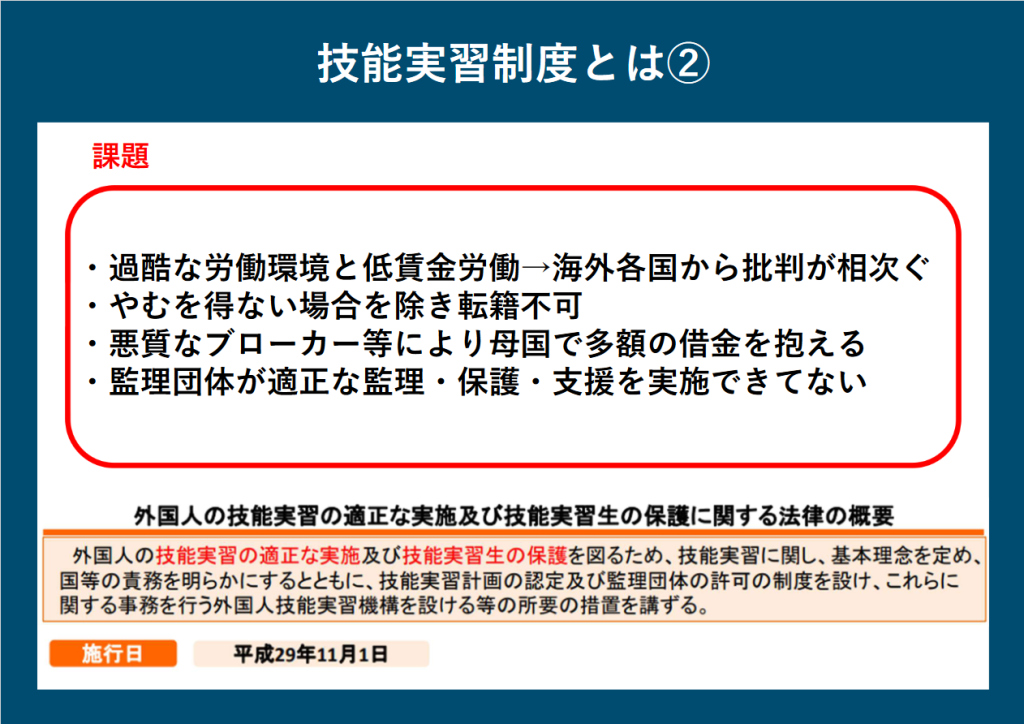 技能実習制度とは②
課題
・過酷な労働環境と低賃金労働→海外各国から批判が相次ぐ
・やむを得ない場合を除き転籍不可
・悪質なブローカー等により母国で多額の借金を抱える
・監理団体が適正な監理・保護・支援を実施できてない
外国人の技能実習の適正な実施及び技能実習生の保護に関する法律の概要
外国人の技能実習の適正な実施及び技能実習生の保護を図るため、技能実習に関し、基本理念を定め、
国等の責務を明らかにするとともに、技能実習計画の認定及び監理団体の許可の制度を設け、これらに
関する事務を行う外国人技能実習機構を設ける等の所要の措置を講ずる。
施行日 平成29年11月1日